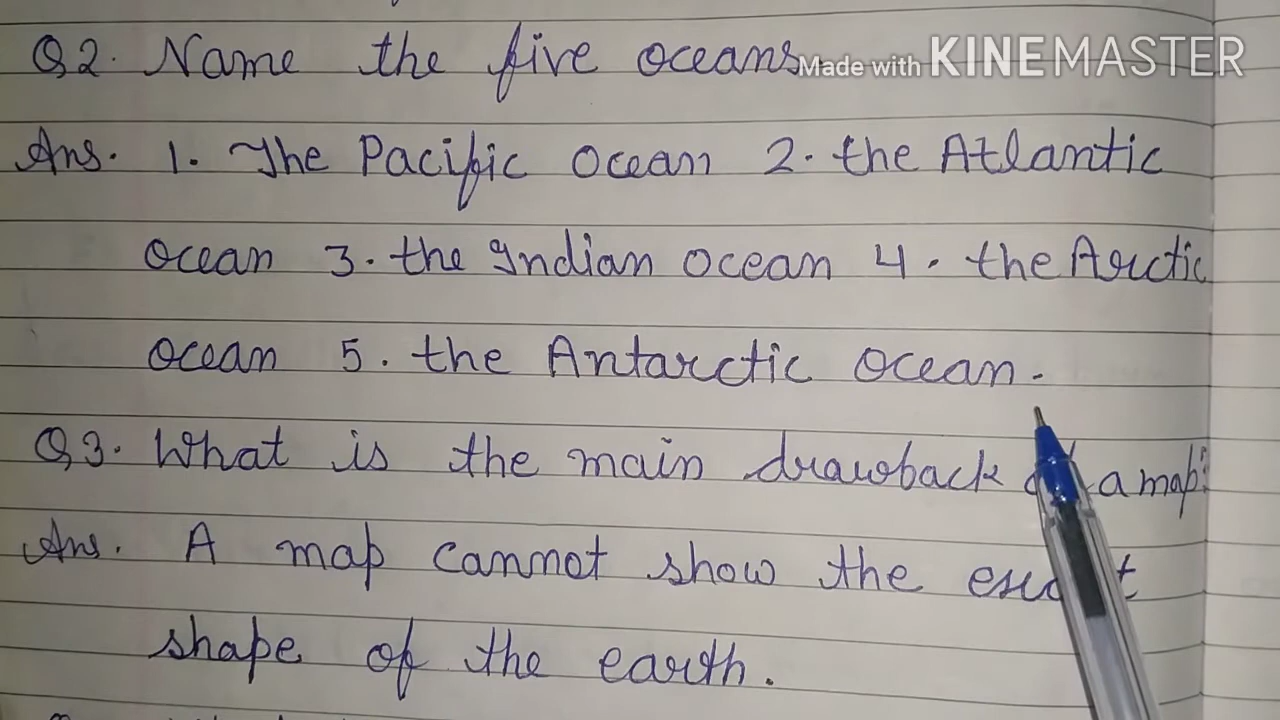 Q2. Name the five oceans
Made with KINEMASTER
Ans. 1. The Pacific Ocean 2. the Atlantic
Ocean 3. the Indian Ocean 4. the Arctic
Ocean 5. the Antarctic Ocean.
Q3. What is the main drawback a map?
Ans. A map cannot show the
shape of the earth.